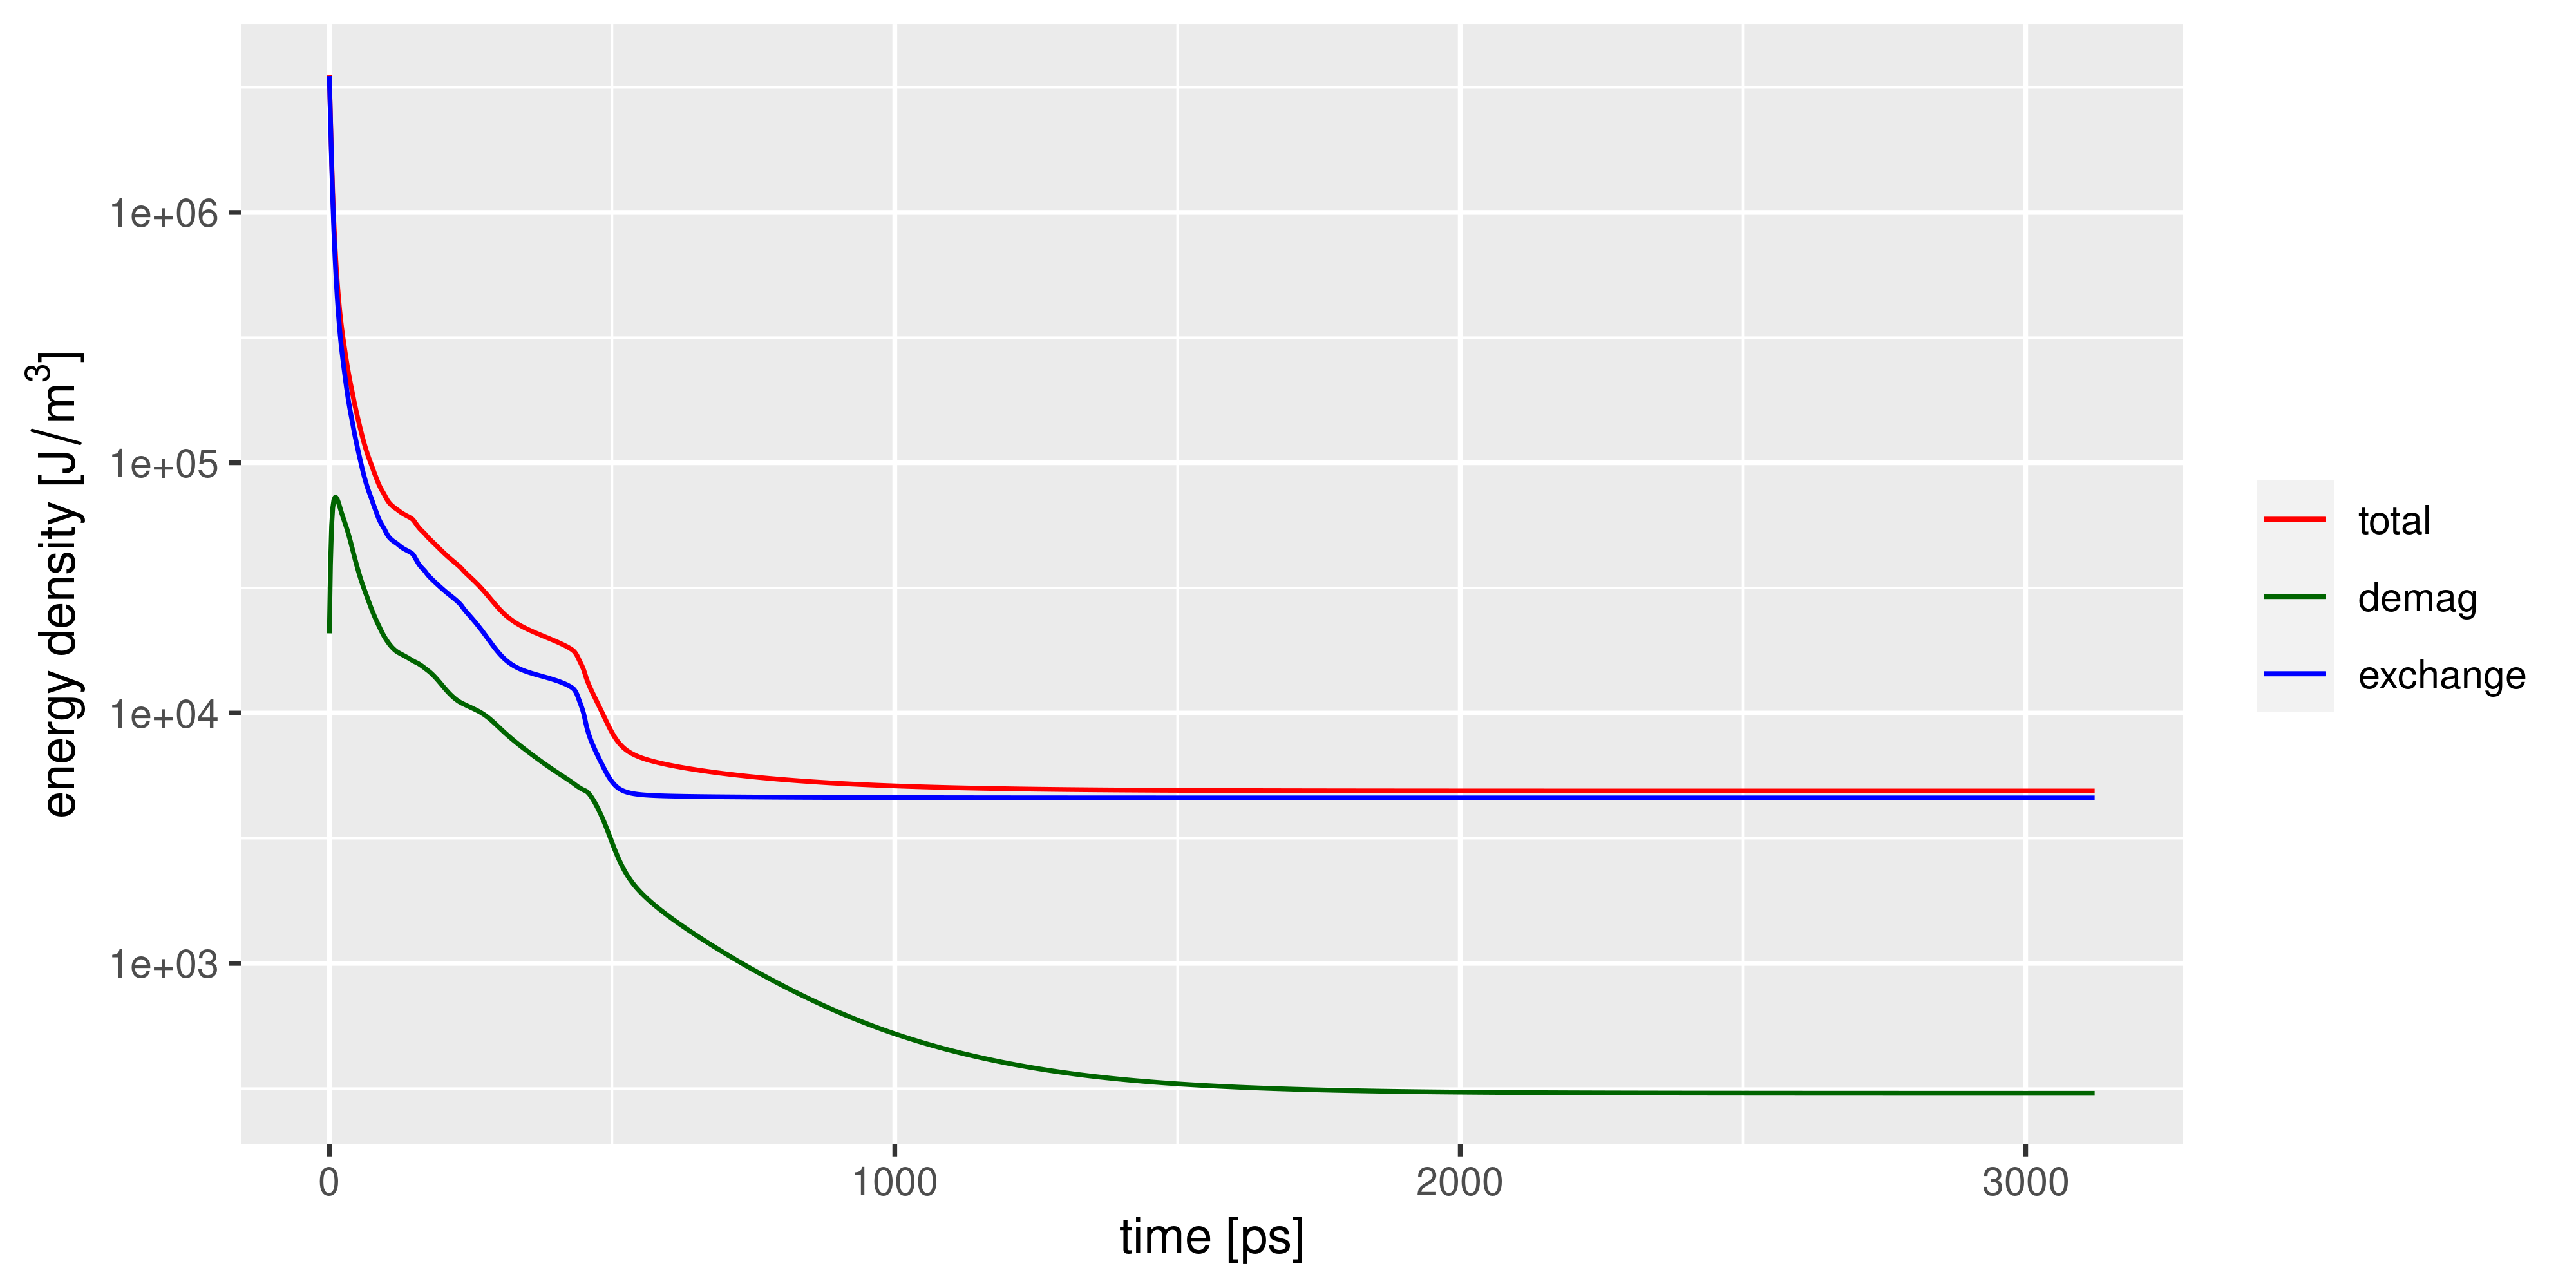 energy density [J/m³]
1e+06
1e+05
1e+04
1e+03
0
1000
2000
3000
time [ps]
total
demag
exchange